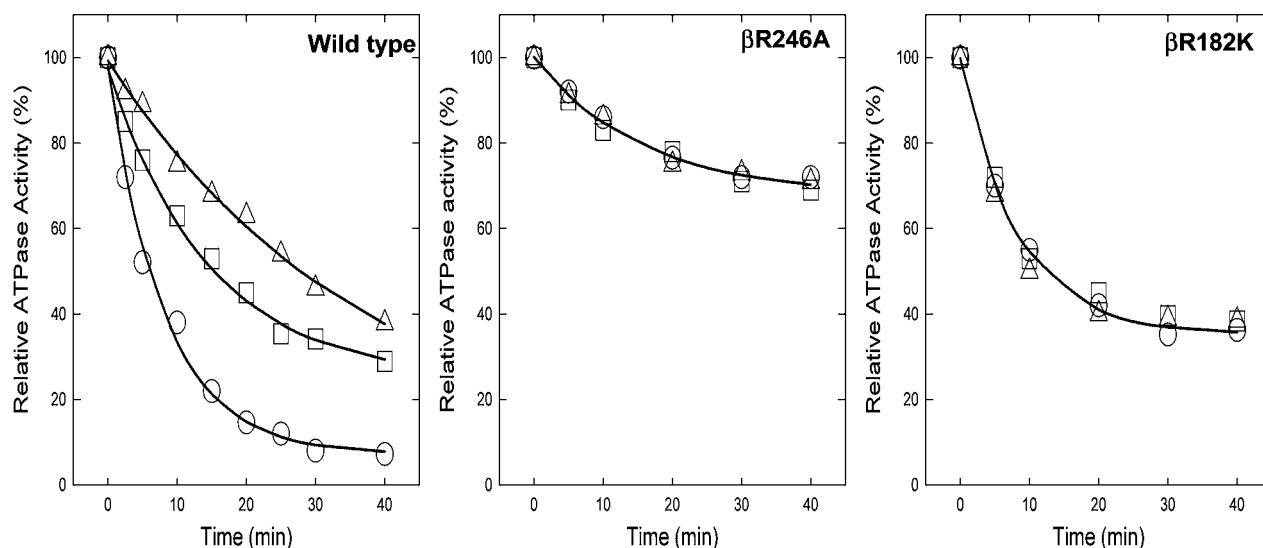 Wild type
Relative ATPase Activity (%)
100
80
60
40
20
0
0 10 20 30 40
Time (min)
βR246A
Relative ATPase activity (%)
100
80
60
40
20
0
0 10 20 30 40
Time (min)
βR182K
Relative ATPase Activity (%)
100
80
60
40
20
0
0 10 20 30 40
Time (min)